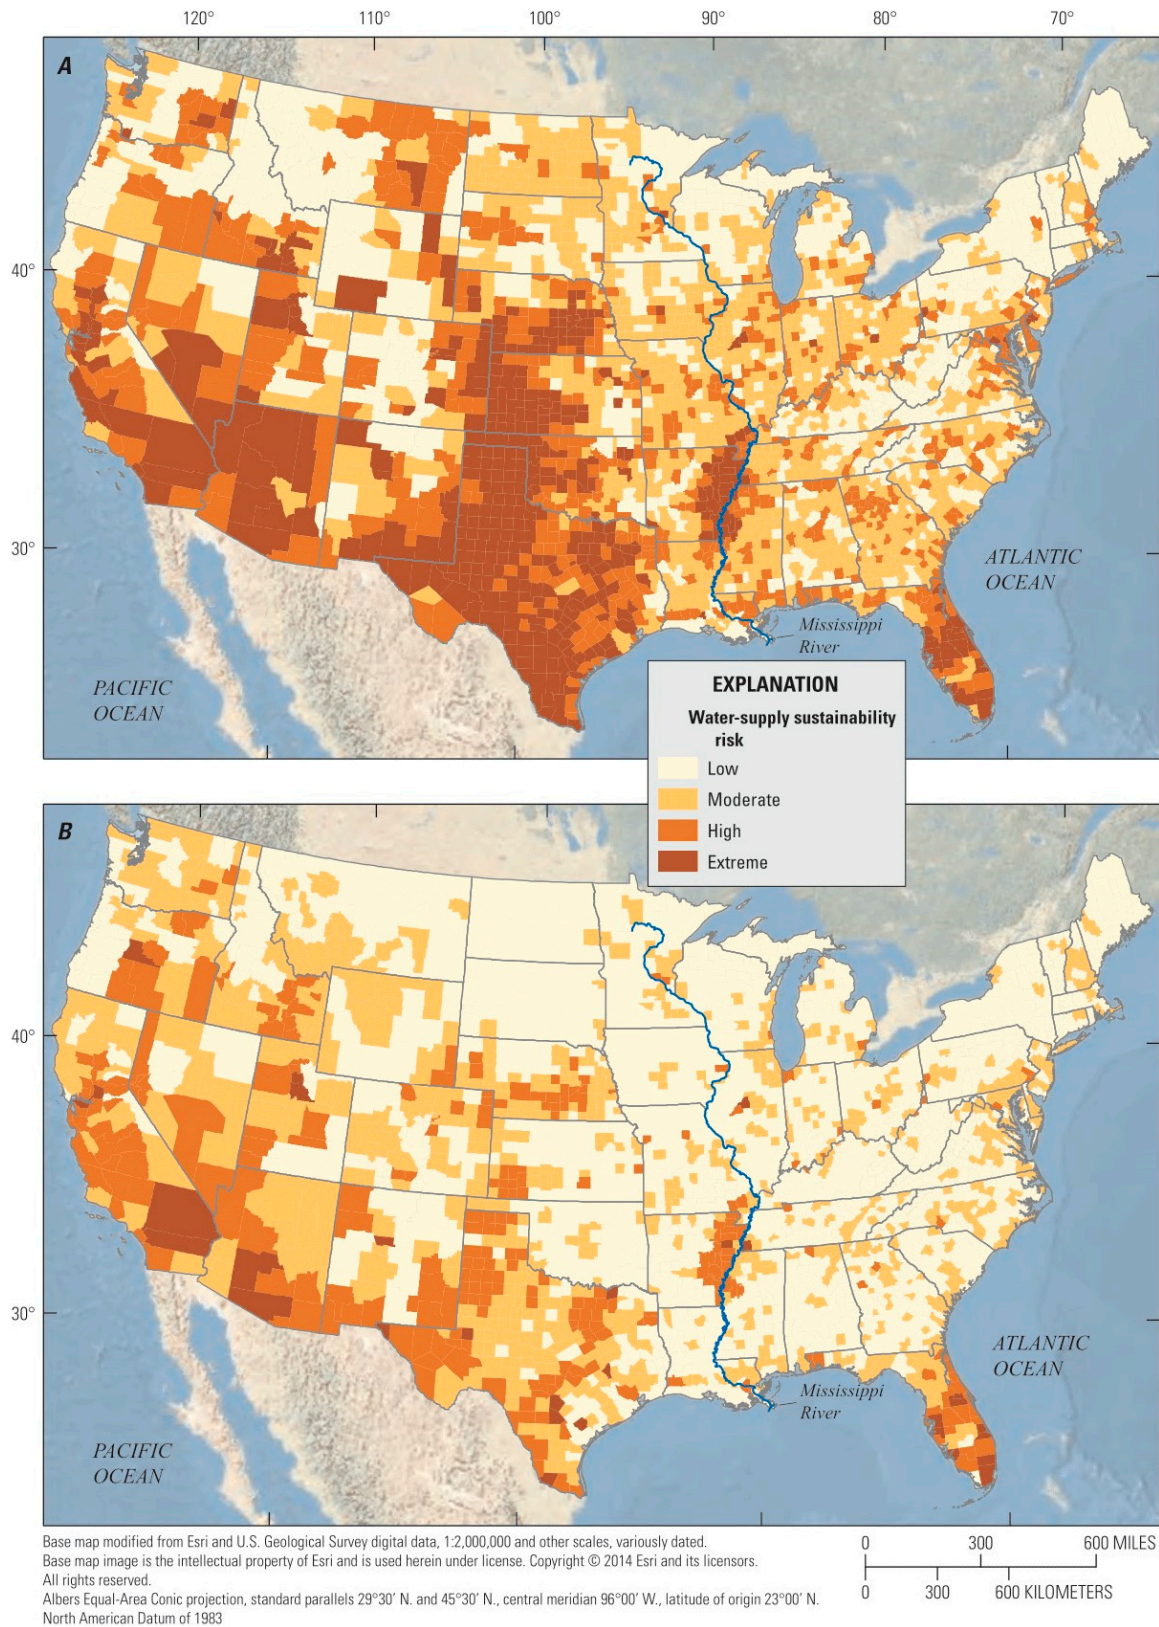 120°
110°
100°
90°
80°
70°
A
40°
30°
ATLANTIC
OCEAN
Mississippi
River
PACIFIC
OCEAN
EXPLANATION
Water-supply sustainability
risk
Low
Moderate
High
Extreme
B
40°
30°
ATLANTIC
OCEAN
Mississippi
River
PACIFIC
OCEAN
Base map modified from Esri and U.S. Geological Survey digital data, 1:2,000,000 and other scales, variously dated.
Base map image is the intellectual property of Esri and is used herein under license. Copyright © 2014 Esri and its licensors.
All rights reserved.
Albers Equal-Area Conic projection, standard parallels 29°30′ N. and 45°30′ N., central meridian 96°00′ W., latitude of origin 23°00′ N.
North American Datum of 1983
0 300 600 MILES
0 300 600 KILOMETERS